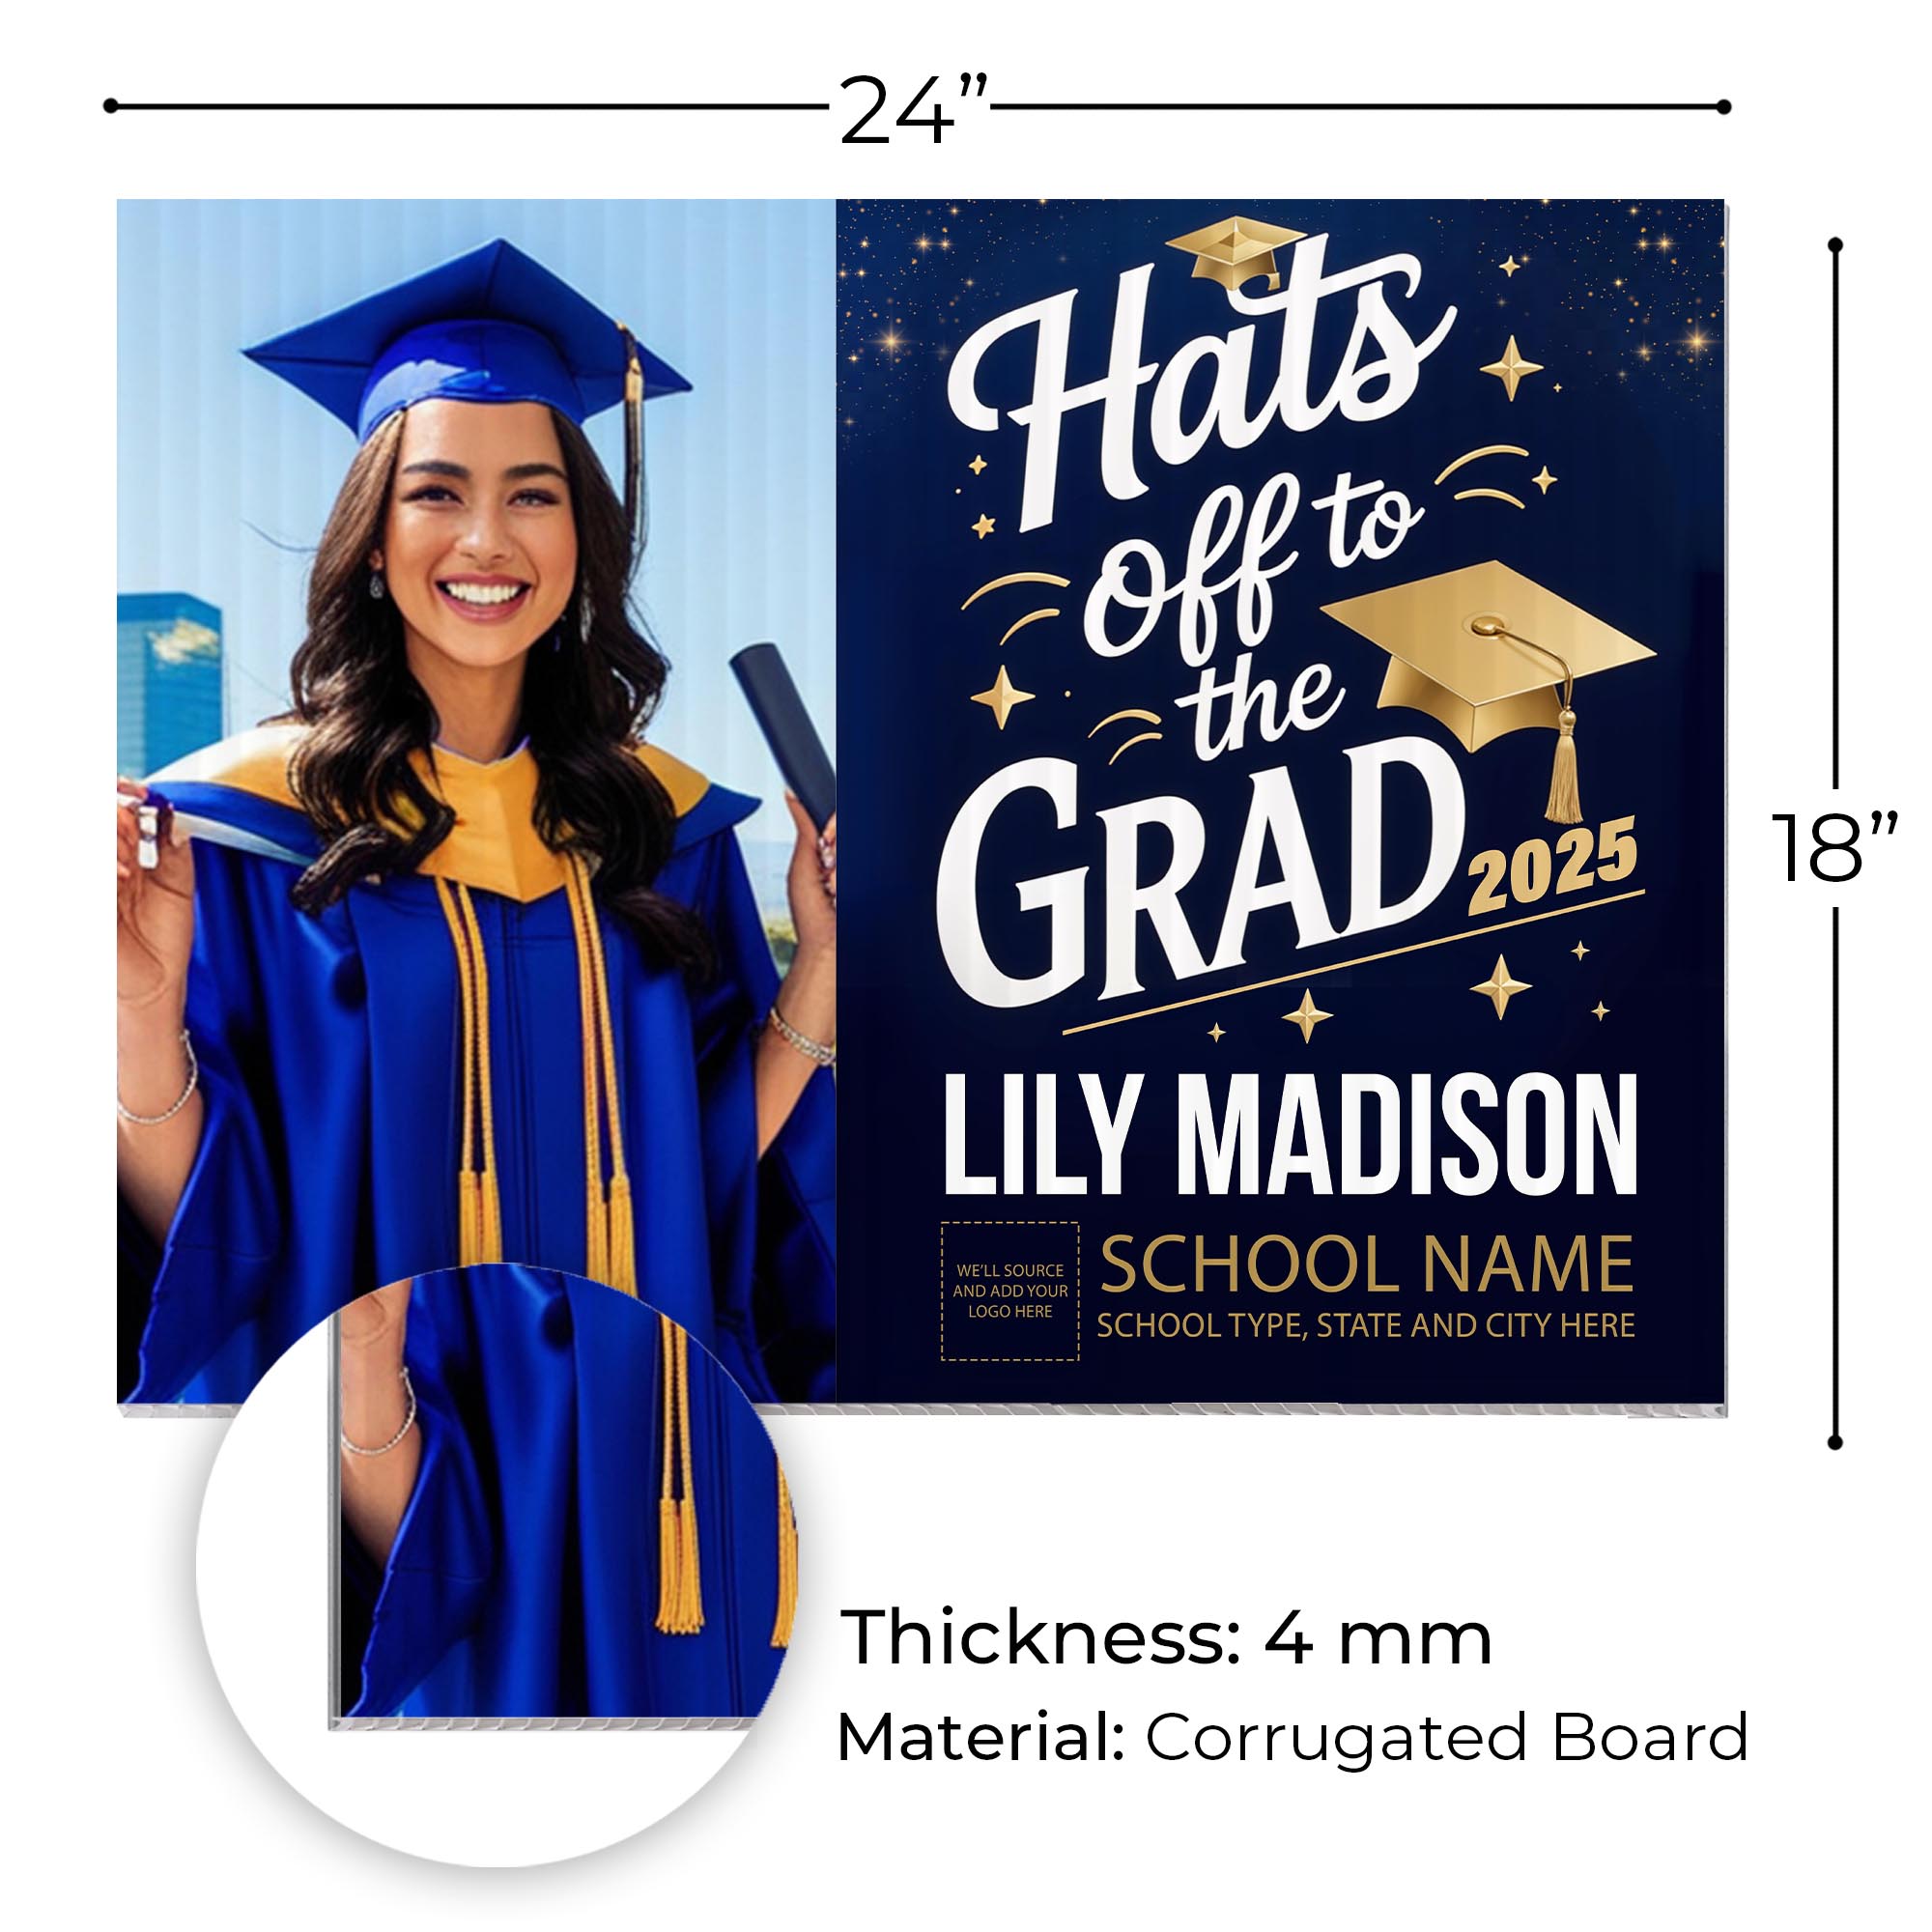 24”
Hats
off to
the
GRAD
2025
18”
LILY MADISON
WE'LL SOURCE
AND ADD YOUR
LOGO HERE
SCHOOL NAME
SCHOOL TYPE, STATE AND CITY HERE
Thickness: 4 mm
Material: Corrugated Board